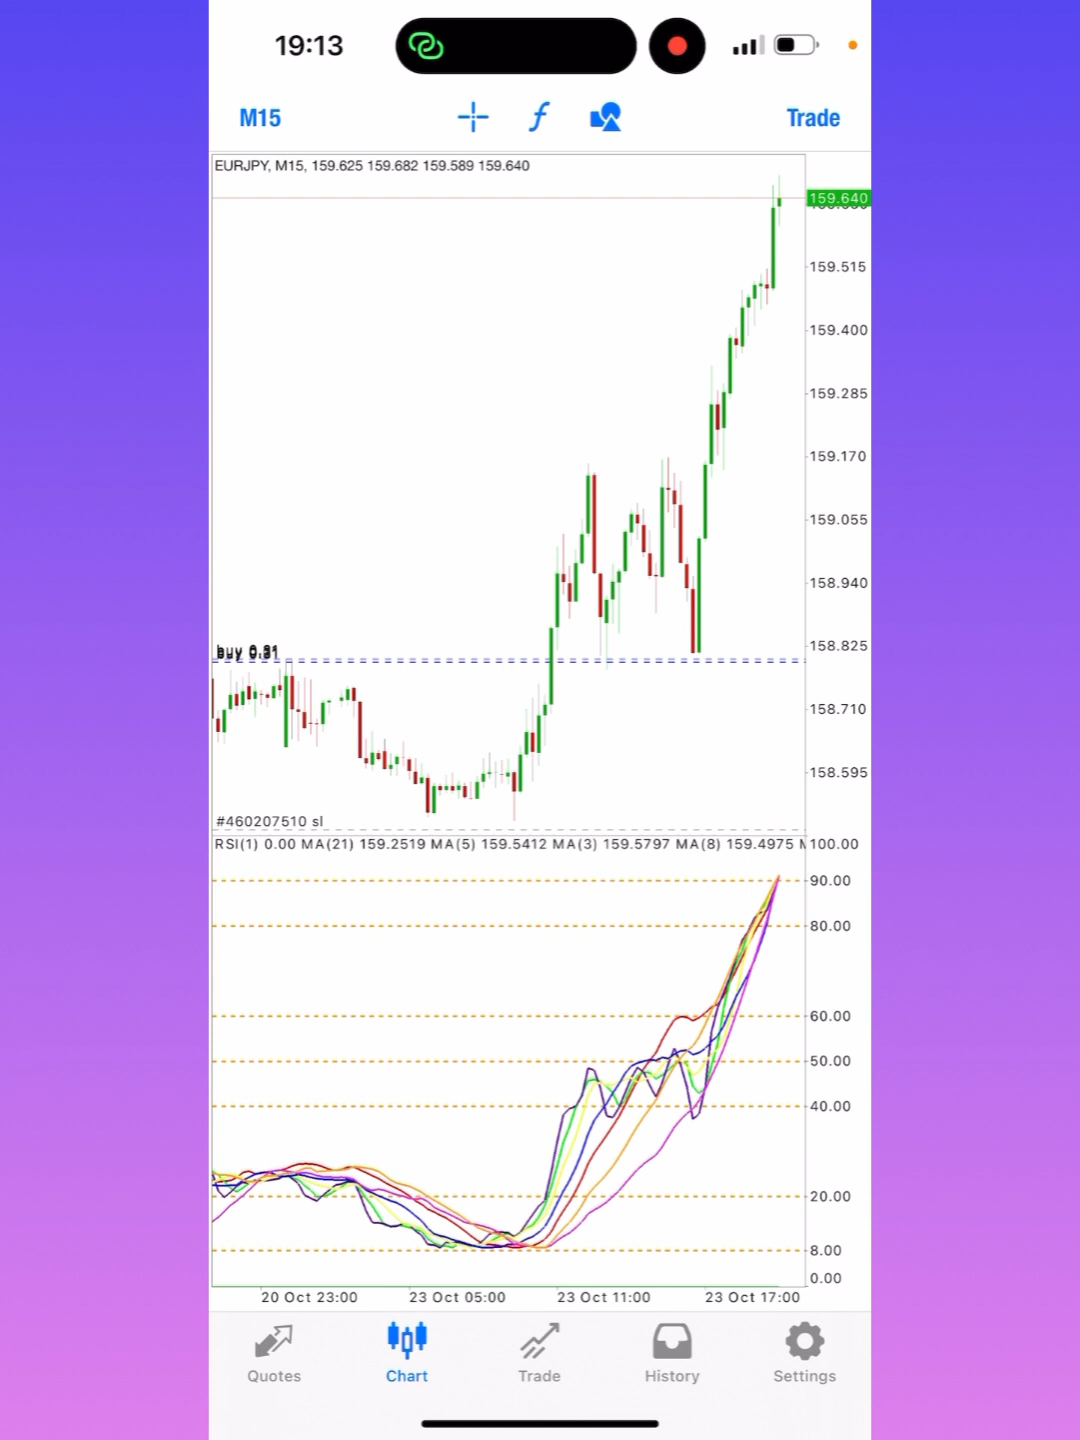 19:13
M15
f
Trade
EURJPY, M15, 159.625 159.682 159.589 159.640
159.640
159.515
159.400
159.285
159.170
159.055
158.940
158.825
158.710
158.595
buy
#460207510 sl
RSI(1) 0.00 MA(21) 159.2519 MA(5) 159.5412 MA(3) 159.5797 MA(8) 159.4975
100.00
90.00
80.00
60.00
50.00
40.00
20.00
8.00
0.00
20 Oct 23:00
23 Oct 05:00
23 Oct 11:00
23 Oct 17:00
Quotes
Chart
Trade
History
Settings